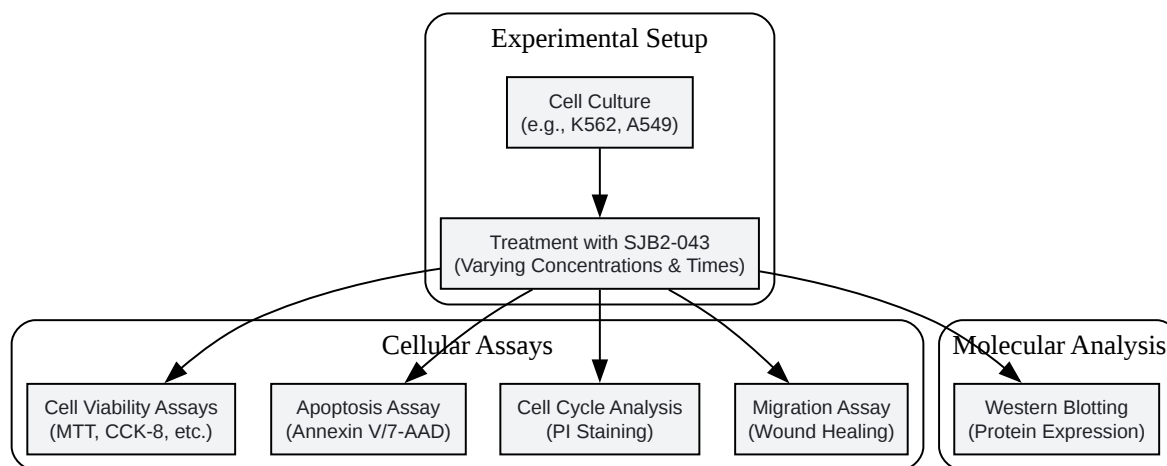 Experimental Setup
Cell Culture
(e.g., K562, A549)
Treatment with SJB2-043
(Varying Concentrations & Times)
Cellular Assays
Cell Viability Assays
(MTT, CCK-8, etc.)
Apoptosis Assay
(Annexin V/7-AAD)
Cell Cycle Analysis
(PI Staining)
Migration Assay
(Wound Healing)
Molecular Analysis
Western Blotting
(Protein Expression)